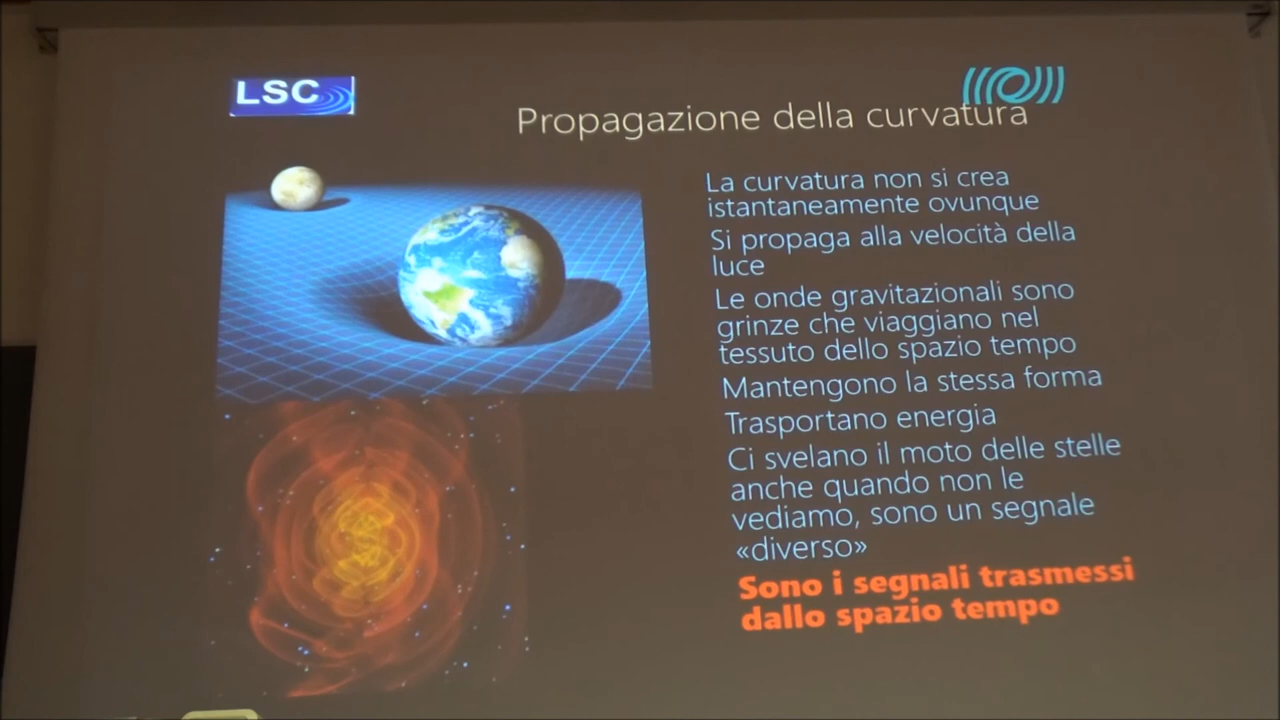 LSC
Propagazione della curvatura
La curvatura non si crea
istantaneamente ovunque
Si propaga alla velocità della
luce
Le onde gravitazionali sono
grinze che viaggiano nel
tessuto dello spazio tempo
Mantengono la stessa forma
Trasportano energia
Ci svelano il moto delle stelle
anche quando non le
vediamo, sono un segnale
«diverso»
Sono i segnali trasmessi
dallo spazio tempo